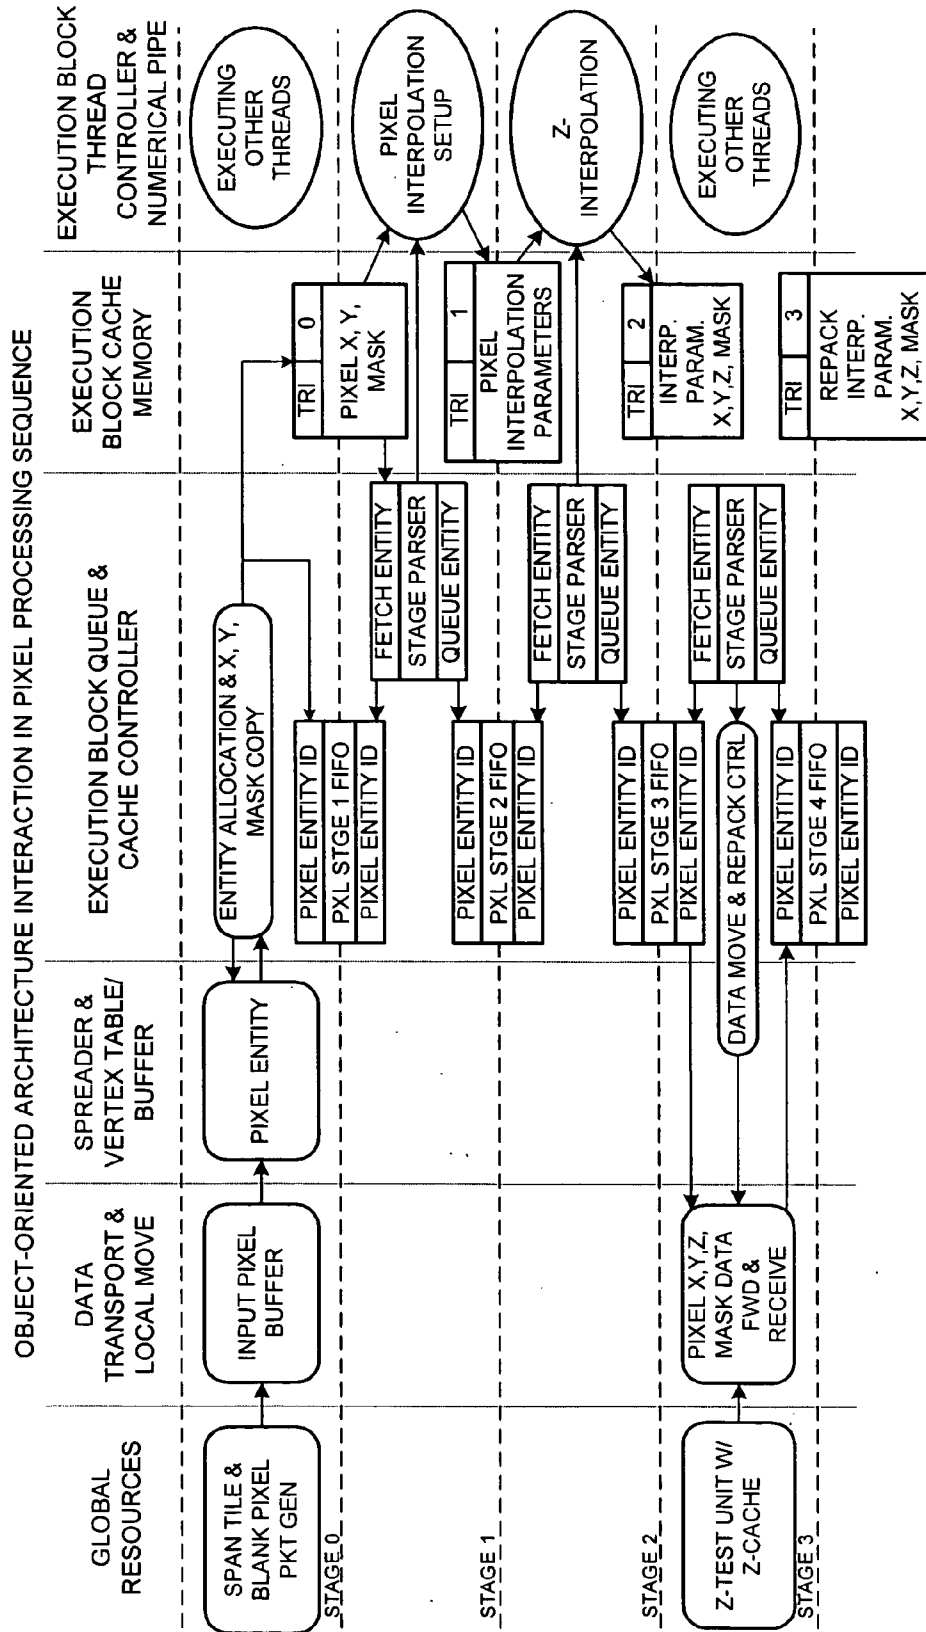 OBJECT-ORIENTED ARCHITECTURE INTERACTION IN PIXEL PROCESSING SEQUENCE
GLOBAL
RESOURCES
DATA
TRANSPORT &
LOCAL MOVE
SPREADER &
VERTEX TABLE/
BUFFER
EXECUTION BLOCK QUEUE &
CACHE CONTROLLER
EXECUTION
BLOCK CACHE
MEMORY
EXECUTION BLOCK
THREAD
CONTROLLER &
NUMERICAL PIPE
SPAN TILE &
BLANK PIXEL
PKT GEN
INPUT PIXEL
BUFFER
PIXEL ENTITY
ENTITY ALLOCATION & X, Y,
MASK COPY
EXECUTING
OTHER
THREADS
STAGE 0
PIXEL ENTITY ID
PXL STGE 1 FIFO
PIXEL ENTITY ID
FETCH ENTITY
STAGE PARSER
QUEUE ENTITY
TRI 0
PIXEL X, Y,
MASK
PIXEL
INTERPOLATION
SETUP
STAGE 1
PIXEL ENTITY ID
PXL STGE 2 FIFO
PIXEL ENTITY ID
FETCH ENTITY
STAGE PARSER
QUEUE ENTITY
TRI 1
PIXEL
INTERPOLATION
PARAMETERS
Z-
INTERPOLATION
STAGE 2
PIXEL ENTITY ID
PXL STGE 3 FIFO
PIXEL ENTITY ID
FETCH ENTITY
STAGE PARSER
QUEUE ENTITY
TRI 2
INTERP.
PARAM.
X,Y,Z, MASK
EXECUTING
OTHER
THREADS
Z-TEST UNIT W/
Z-CACHE
PIXEL X,Y,Z,
MASK DATA
FWD &
RECEIVE
DATA MOVE & REPACK CTRL
STAGE 3
PIXEL ENTITY ID
PXL STGE 4 FIFO
PIXEL ENTITY ID
TRI 3
REPACK
INTERP.
PARAM.
X,Y,Z, MASK